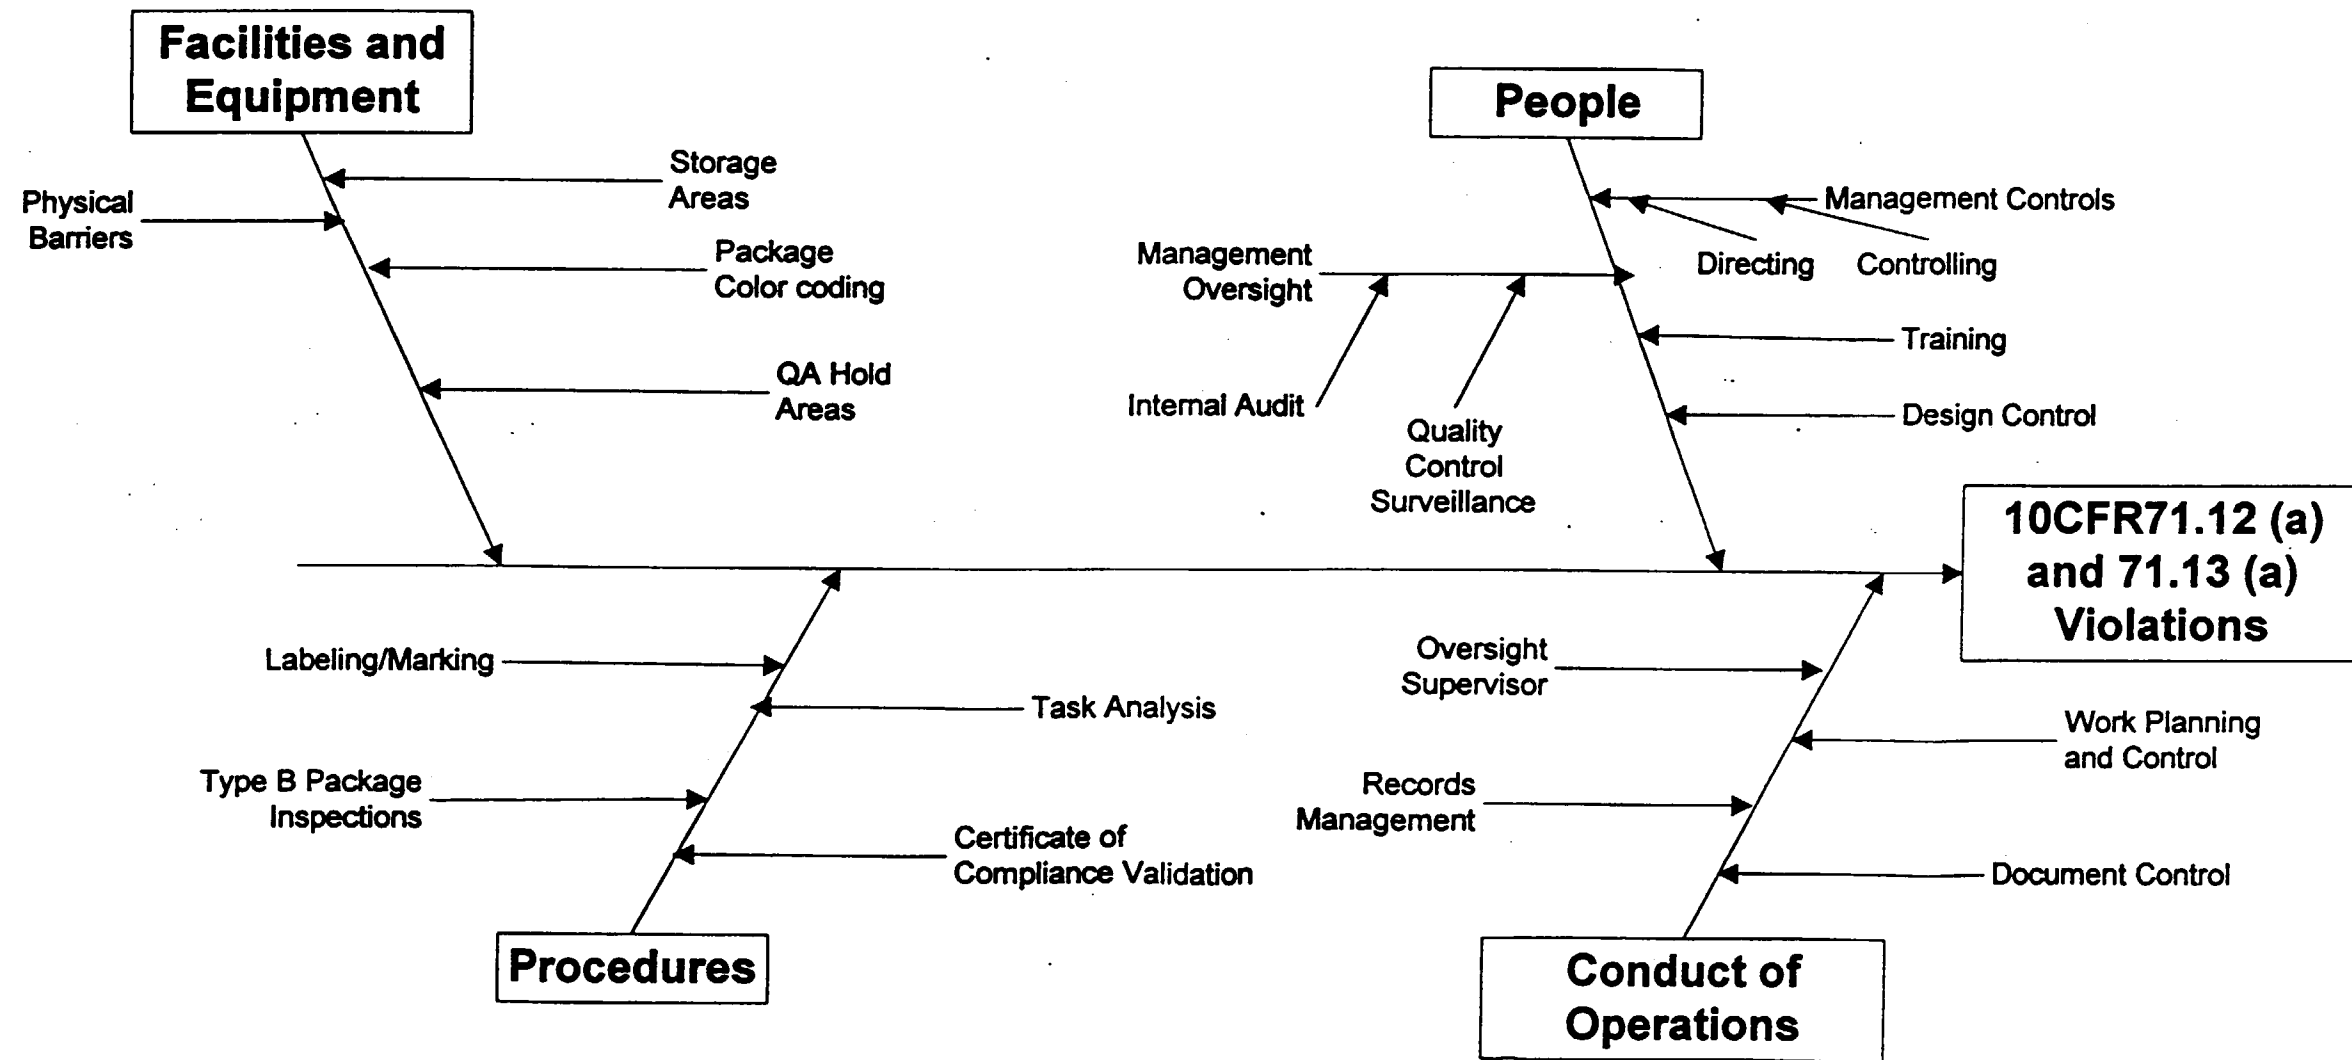 Facilities and
Equipment
People
Storage
Areas
Physical
Barriers
Package
Color coding
QA Hold
Areas
Management Controls
Directing
Controlling
Management
Oversight
Internal Audit
Quality
Control
Surveillance
Training
Design Control
10CFR71.12 (a)
and 71.13 (a)
Violations
Labeling/Marking
Task Analysis
Type B Package
Inspections
Certificate of
Compliance Validation
Procedures
Oversight
Supervisor
Work Planning
and Control
Records
Management
Document Control
Conduct of
Operations